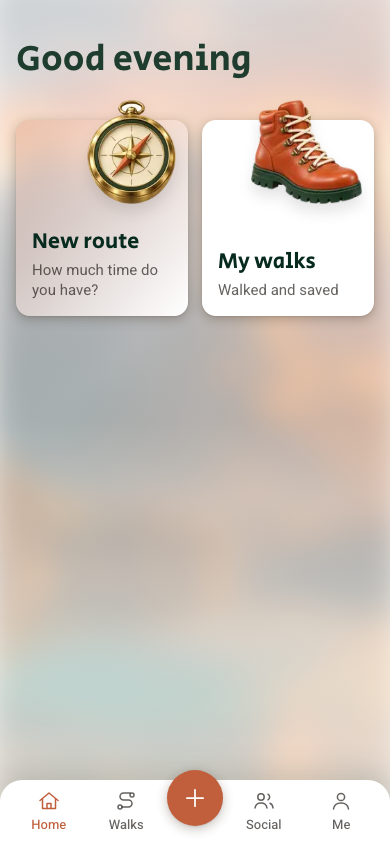 Good evening
New route
How much time do
you have?
My walks
Walked and saved
Home
Walks
Social
Me